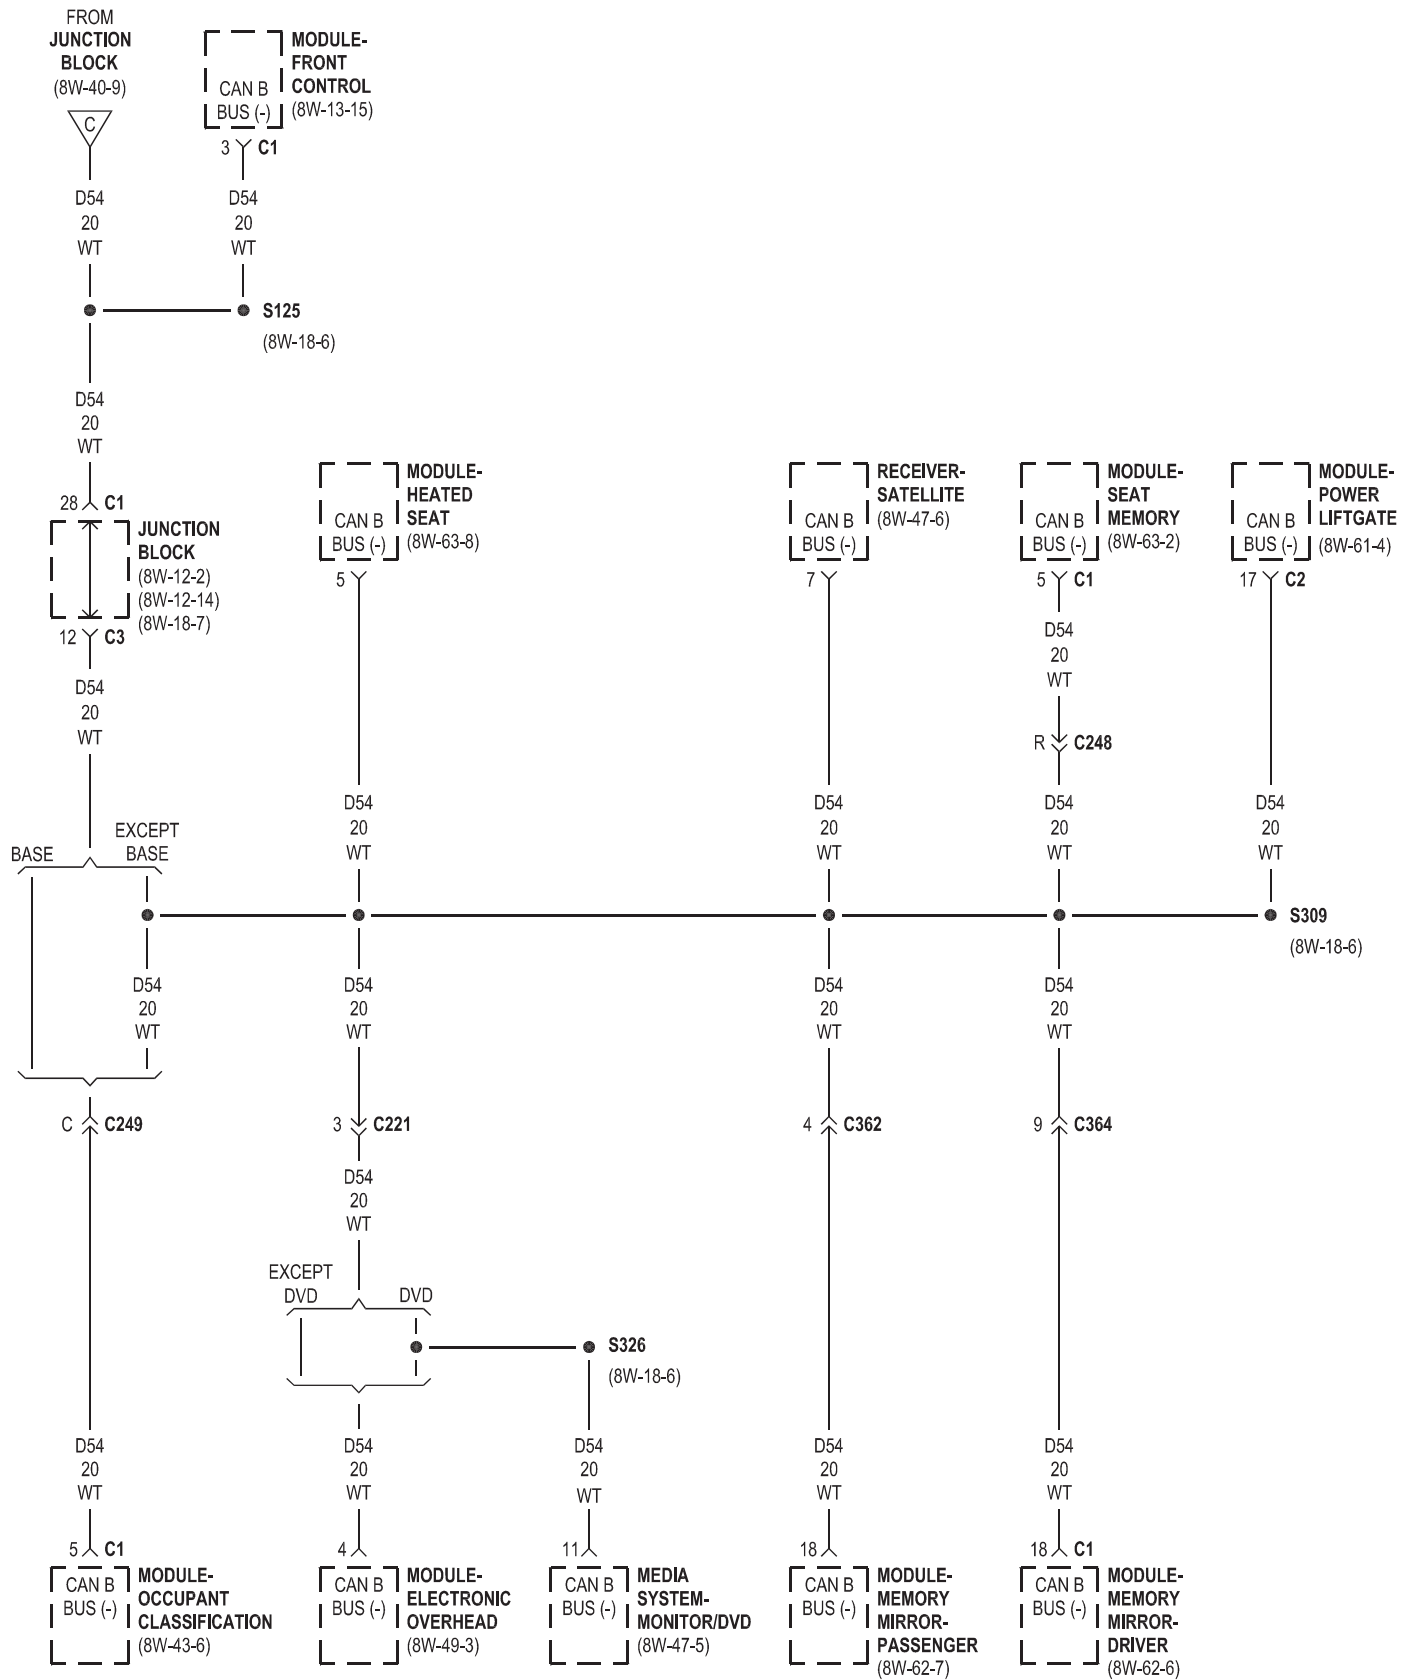 FROM
JUNCTION
BLOCK
(8W-40-9)
C
MODULE-
FRONT
CONTROL
(8W-13-15)
CAN B
BUS (-)
3 C1
D54
20
WT
D54
20
WT
S125
(8W-18-6)
D54
20
WT
28 C1
JUNCTION
BLOCK
(8W-12-2)
(8W-12-14)
(8W-18-7)
12 C3
D54
20
WT
MODULE-
HEATED
SEAT
(8W-63-8)
CAN B
BUS (-)
5
RECEIVER-
SATELLITE
(8W-47-6)
CAN B
BUS (-)
7
MODULE-
SEAT
MEMORY
(8W-63-2)
CAN B
BUS (-)
5 C1
D54
20
WT
R C248
MODULE-
POWER
LIFTGATE
(8W-61-4)
CAN B
BUS (-)
17 C2
D54
20
WT
D54
20
WT
D54
20
WT
D54
20
WT
BASE
EXCEPT
BASE
S309
(8W-18-6)
D54
20
WT
D54
20
WT
D54
20
WT
D54
20
WT
C C249
3 C221
4 C362
9 C364
D54
20
WT
EXCEPT
DVD
DVD
S326
(8W-18-6)
D54
20
WT
D54
20
WT
D54
20
WT
D54
20
WT
D54
20
WT
5 C1
4
11
18
18 C1
CAN B
BUS (-)
MODULE-
OCCUPANT
CLASSIFICATION
(8W-43-6)
CAN B
BUS (-)
MODULE-
ELECTRONIC
OVERHEAD
(8W-49-3)
CAN B
BUS (-)
MEDIA
SYSTEM-
MONITOR/DVD
(8W-47-5)
CAN B
BUS (-)
MODULE-
MEMORY
MIRROR-
PASSENGER
(8W-62-7)
CAN B
BUS (-)
MODULE-
MEMORY
MIRROR-
DRIVER
(8W-62-6)